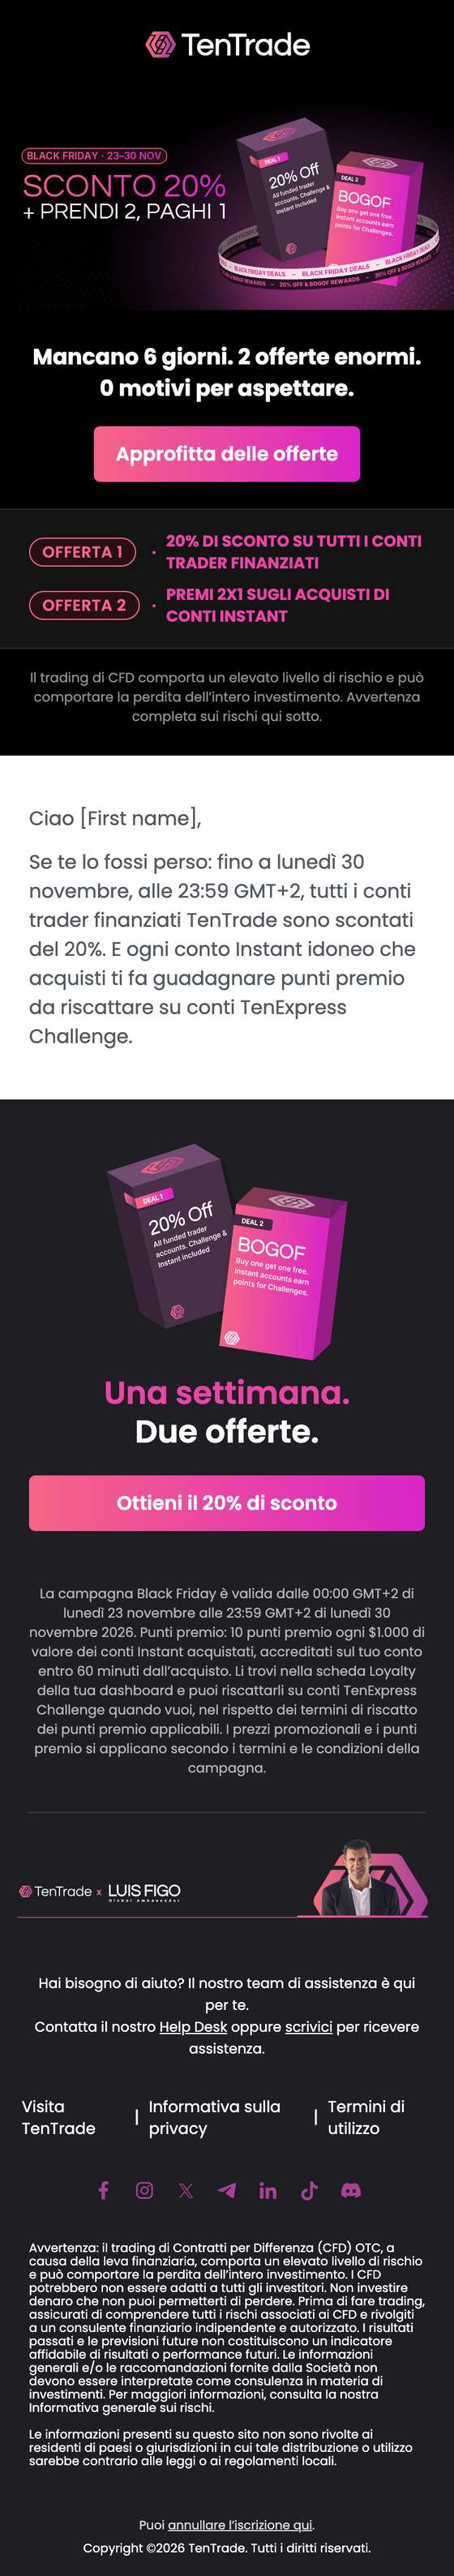 TenTrade
BLACK FRIDAY · 23–30 NOV
SCONTO 20%
+ PRENDI 2, PAGHI 1
DEAL 1
20% Off
All funded trader
accounts. Challenge &
Instant included
DEAL 2
BOGOF
Buy one get one free.
Instant accounts earn
points for Challenges.
BLACK FRIDAY DEALS – BLACK FRIDAY DEALS – BLACK FRIDAY DEALS
20% OFF & BOGOF REWARDS
Mancano 6 giorni. 2 offerte enormi.
0 motivi per aspettare.
Approfitta delle offerte
OFFERTA 1 · 20% DI SCONTO SU TUTTI I CONTI
TRADER FINANZIATI
OFFERTA 2 · PREMI 2X1 SUGLI ACQUISTI DI
CONTI INSTANT
Il trading di CFD comporta un elevato livello di rischio e può
comportare la perdita dell'intero investimento. Avvertenza
completa sui rischi qui sotto.
Ciao [First name],
Se te lo fossi perso: fino a lunedì 30
novembre, alle 23:59 GMT+2, tutti i conti
trader finanziati TenTrade sono scontati
del 20%. E ogni conto Instant idoneo che
acquisti ti fa guadagnare punti premio
da riscattare su conti TenExpress
Challenge.
DEAL 1
20% Off
All funded trader
accounts. Challenge &
Instant included
DEAL 2
BOGOF
Buy one get one free.
Instant accounts earn
points for Challenges.
Una settimana.
Due offerte.
Ottieni il 20% di sconto
La campagna Black Friday è valida dalle 00:00 GMT+2 di
lunedì 23 novembre alle 23:59 GMT+2 di lunedì 30
novembre 2026. Punti premio: 10 punti premio ogni $1.000 di
valore dei conti Instant acquistati, accreditati sul tuo conto
entro 60 minuti dall'acquisto. Li trovi nella scheda Loyalty
della tua dashboard e puoi riscattarli su conti TenExpress
Challenge quando vuoi, nel rispetto dei termini di riscatto
dei punti premio applicabili. I prezzi promozionali e i punti
premio si applicano secondo i termini e le condizioni della
campagna.
TenTrade x LUIS FIGO
Global Ambassador
Hai bisogno di aiuto? Il nostro team di assistenza è qui
per te.
Contatta il nostro Help Desk oppure scrivici per ricevere
assistenza.
Visita
TenTrade
|
Informativa sulla
privacy
|
Termini di
utilizzo
Avvertenza: il trading di Contratti per Differenza (CFD) OTC, a
causa della leva finanziaria, comporta un elevato livello di rischio
e può comportare la perdita dell'intero investimento. I CFD
potrebbero non essere adatti a tutti gli investitori. Non investire
denaro che non puoi permetterti di perdere. Prima di fare trading,
assicurati di comprendere tutti i rischi associati ai CFD e rivolgiti
a un consulente finanziario indipendente e autorizzato. I risultati
passati e le previsioni future non costituiscono un indicatore
affidabile di risultati o performance futuri. Le informazioni
generali e/o le raccomandazioni fornite dalla Società non
devono essere interpretate come consulenza in materia di
investimenti. Per maggiori informazioni, consulta la nostra
Informativa generale sui rischi.
Le informazioni presenti su questo sito non sono rivolte ai
residenti di paesi o giurisdizioni in cui tale distribuzione o utilizzo
sarebbe contrario alle leggi o ai regolamenti locali.
Puoi annullare l'iscrizione qui.
Copyright ©2026 TenTrade. Tutti i diritti riservati.